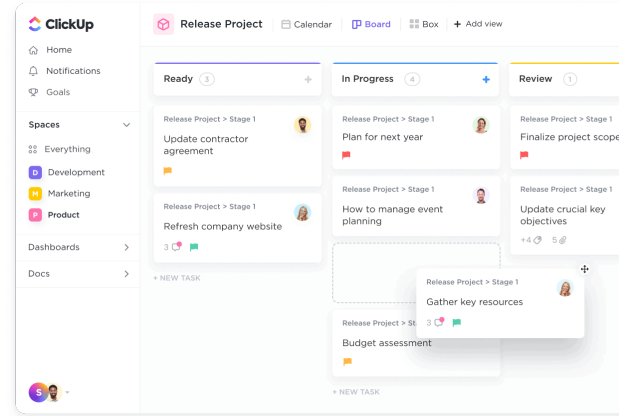 ClickUp
Home
Notifications
Goals
Spaces
Everything
D Development
M Marketing
P Product
Dashboards
Docs
S
Release Project
Calendar
Board
Box
+ Add view
Ready 3 +
Release Project > Stage 1
Update contractor
agreement
Release Project > Stage 1
Refresh company website
3
+ NEW TASK
In Progress 4 +
Release Project > Stage 1
Plan for next year
Release Project > Stage 1
How to manage event
planning
Release Project > Stage 1
Gather key resources
3
Release Project > St
Budget assessment
+ NEW TASK
Review 1
Release Project > Stage 1
Finalize project scope
Release Project > Stage 1
Update crucial key
objectives
+4 5